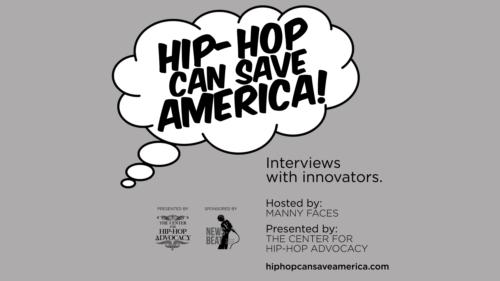 HIP-HOP
CAN SAVE
AMERICA!
Interviews
with innovators.
Hosted by:
MANNY FACES
Presented by:
THE CENTER FOR
HIP-HOP ADVOCACY
hiphopcansaveamerica.com
PRESENTED BY
THE CENTER
FOR
HIP-HOP
ADVOCACY
SPONSORED BY
NEWS
BEAT